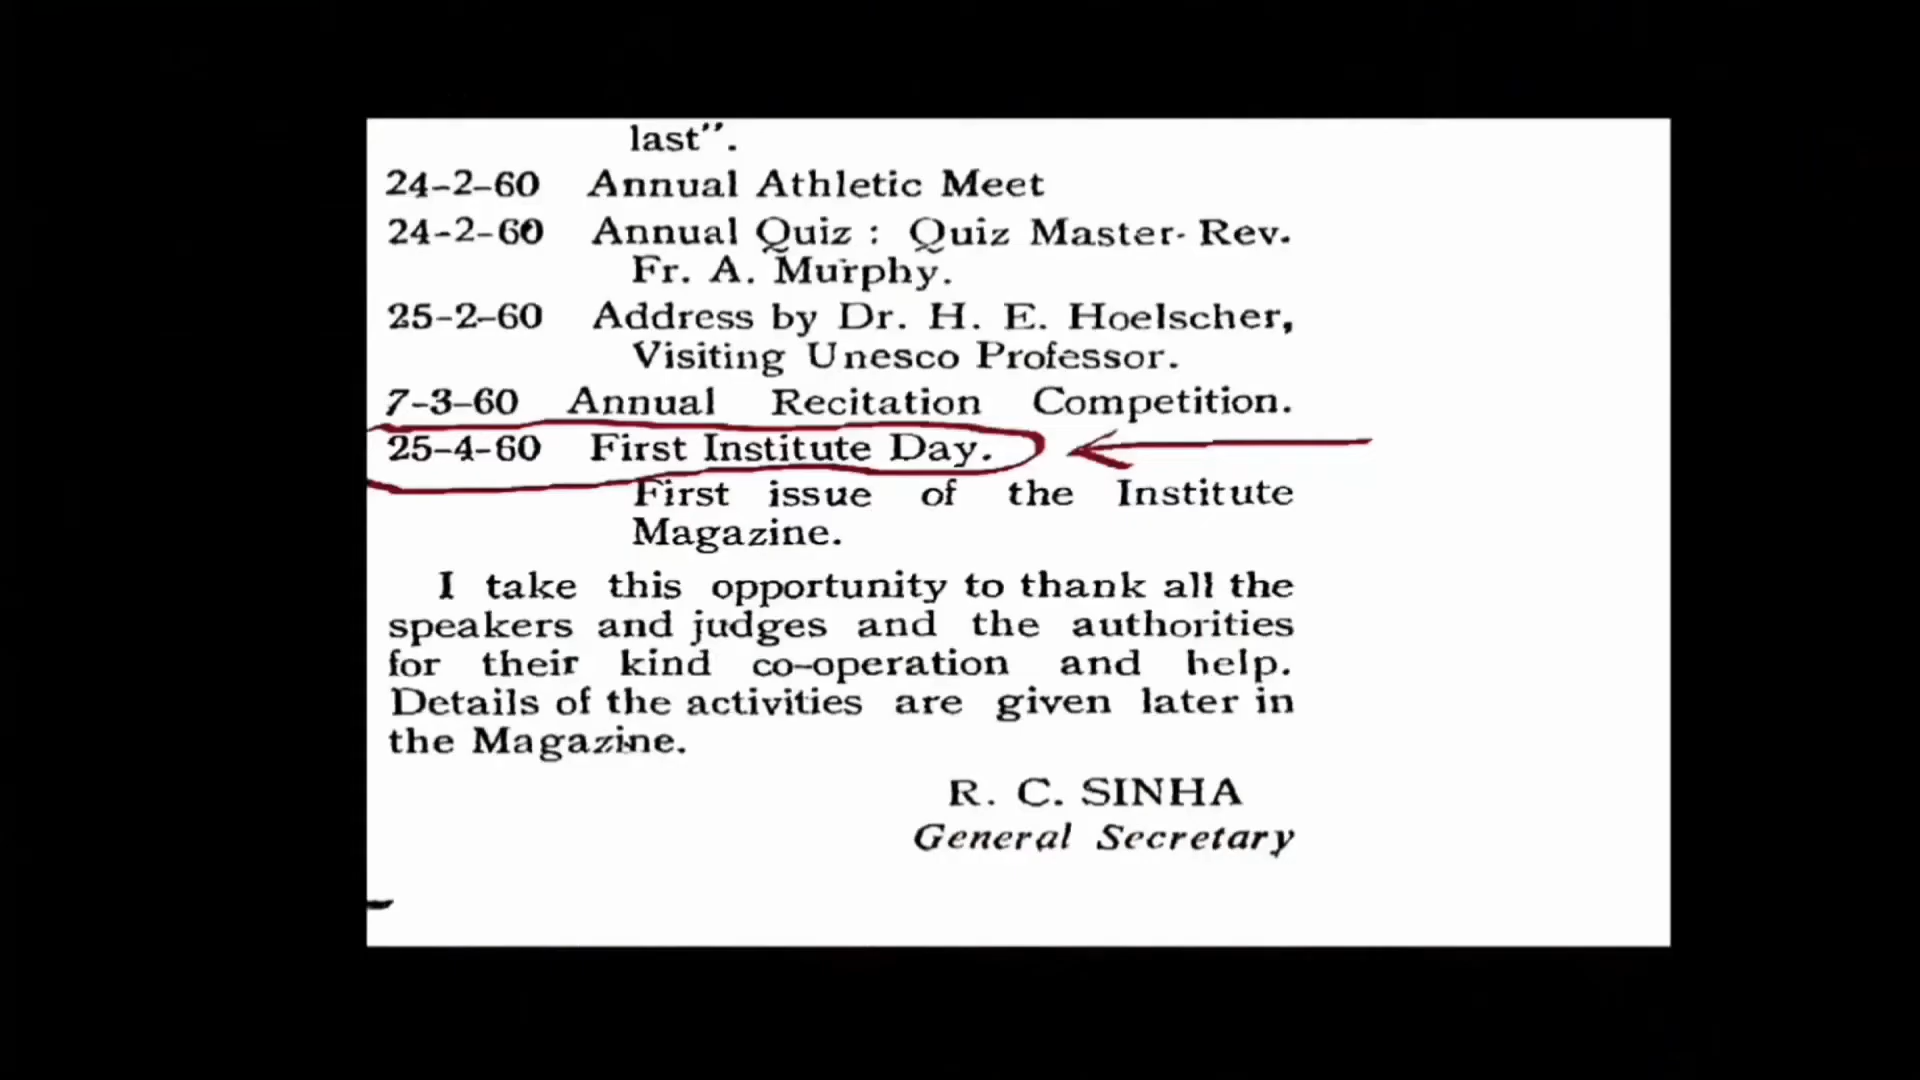 last".
24-2-60 Annual Athletic Meet
24-2-60 Annual Quiz : Quiz Master- Rev.
Fr. A. Murphy.
25-2-60 Address by Dr. H. E. Hoelscher,
Visiting Unesco Professor.
7-3-60 Annual Recitation Competition.
25-4-60 First Institute Day.
First issue of the Institute
Magazine.
I take this opportunity to thank all the
speakers and judges and the authorities
for their kind co-operation and help.
Details of the activities are given later in
the Magazine.
R. C. SINHA
General Secretary